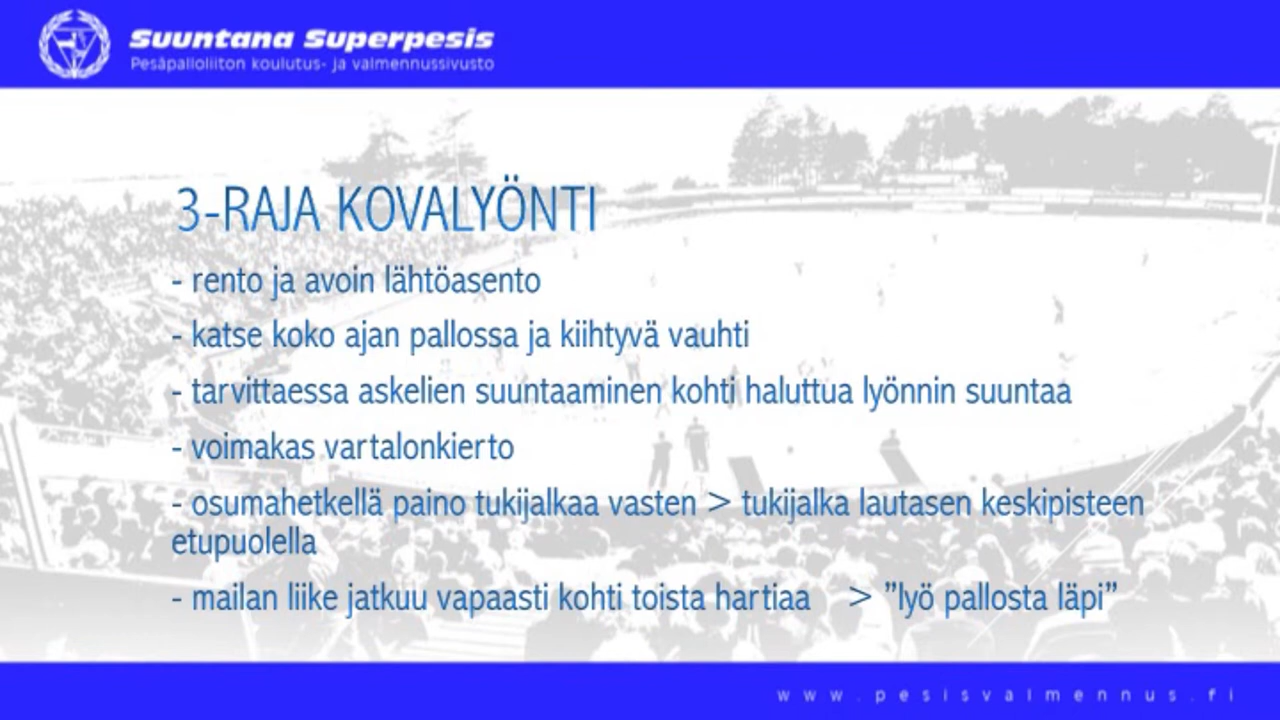 Suuntana Superpesis
Pesäpalloliiton koulutus- ja valmennussivusto
3-RAJA KOVALYÖNTI
- rento ja avoin lähtöasento
- katse koko ajan pallossa ja kiihtyvä vauhti
- tarvittaessa askelien suuntaaminen kohti haluttua lyönnin suuntaa
- voimakas vartalonkierto
- osumahetkellä paino tukijalkaa vasten > tukijalka lautasen keskipisteen
etupuolella
- mailan liike jatkuu vapaasti kohti toista hartiaa > ”lyö pallosta läpi”
www.pesisvalmennus.fi